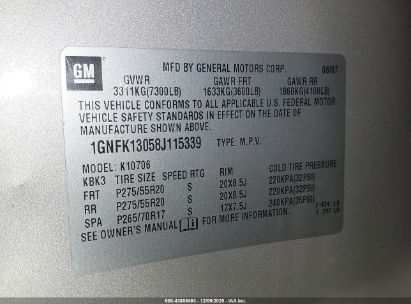 GM
MFD BY GENERAL MOTORS CORP. 08/07
GVWR GAWR FRT GAWR RR
3311KG(7300LB) 1633KG(3600LB) 1860KG(4100LB)
THIS VEHICLE CONFORMS TO ALL APPLICABLE U.S. FEDERAL MOTOR
VEHICLE SAFETY STANDARDS IN EFFECT ON THE DATE OF
MANUFACTURE SHOWN ABOVE.
1GNFK13058J115339 TYPE: M.P.V.
MODEL: K10706
KBK3 TIRE SIZE SPEED RTG RIM COLD TIRE PRESSURE
FRT P275/55R20 S 20X8.5J 220KPA(32PSI)
RR P275/55R20 S 20X8.5J 220KPA(32PSI)
SPA P265/70R17 S 17X7.5J 240KPA(35PSI)
SEE OWNER'S MANUAL FOR MORE INFORMATION.